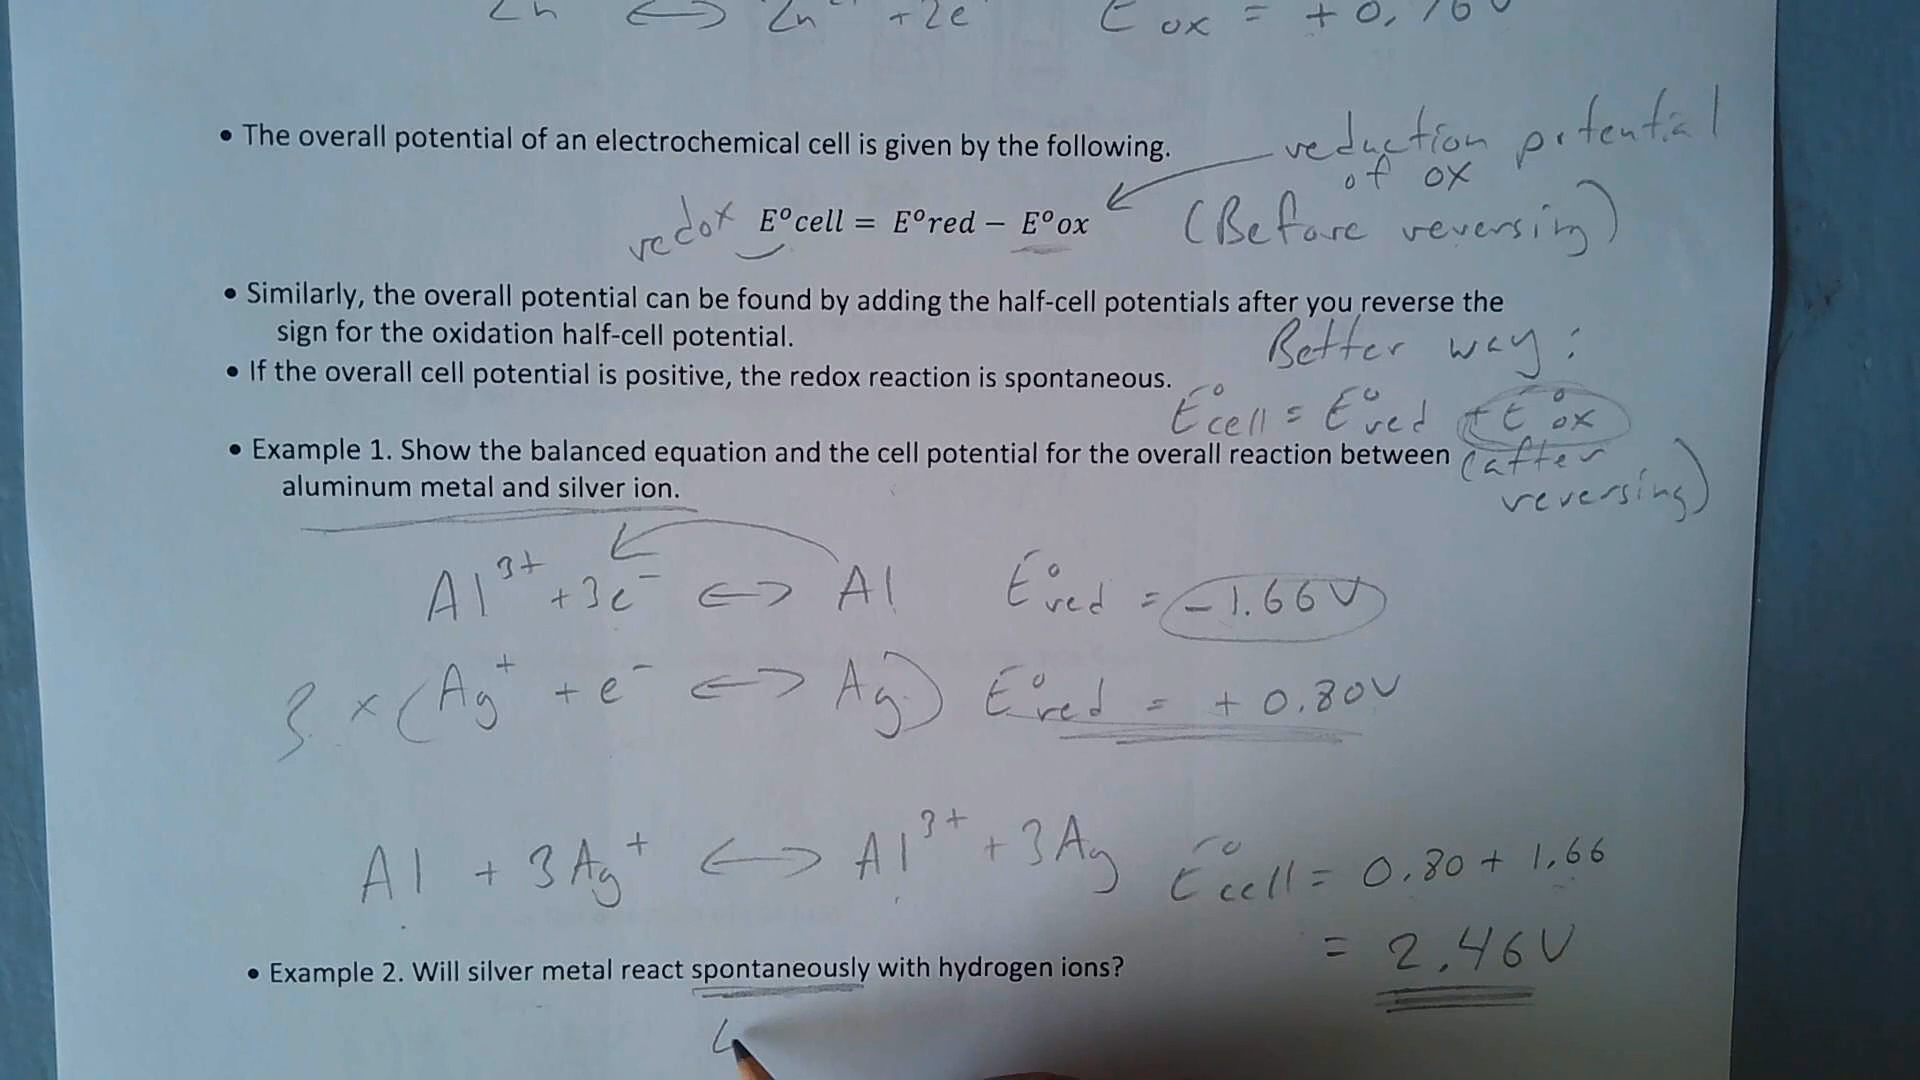 Zn ⟷ Zn²⁺ + 2e⁻ E°ox = +0.76V
• The overall potential of an electrochemical cell is given by the following.
reduction potential
of ox
(Before reversing)
redox E°cell = E°red − E°ox
• Similarly, the overall potential can be found by adding the half-cell potentials after you reverse the
sign for the oxidation half-cell potential.
Better way:
• If the overall cell potential is positive, the redox reaction is spontaneous.
E°cell = E°red + E°ox
(after
reversing)
• Example 1. Show the balanced equation and the cell potential for the overall reaction between
aluminum metal and silver ion.
Al³⁺ + 3e⁻ ⟷ Al E°red = −1.66V
3 × (Ag⁺ + e⁻ ⟷ Ag) E°red = +0.80V
Al + 3Ag⁺ ⟷ Al³⁺ + 3Ag E°cell = 0.80 + 1.66
= 2.46V
• Example 2. Will silver metal react spontaneously with hydrogen ions?